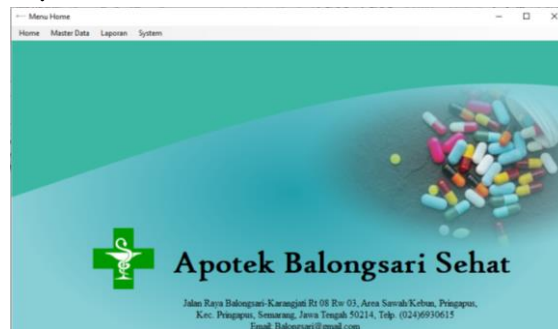 Menu Home
Home Master Data Laporan System
Apotek Balongsari Sehat
Jalan Raya Balongsari-Karangjati Rt 08 Rw 03, Area Sawah/Kebun, Pringapus,
Kec. Pringapus, Semarang, Jawa Tengah 50214, Telp. (024)6930615
Email: Balongsari@gmail.com